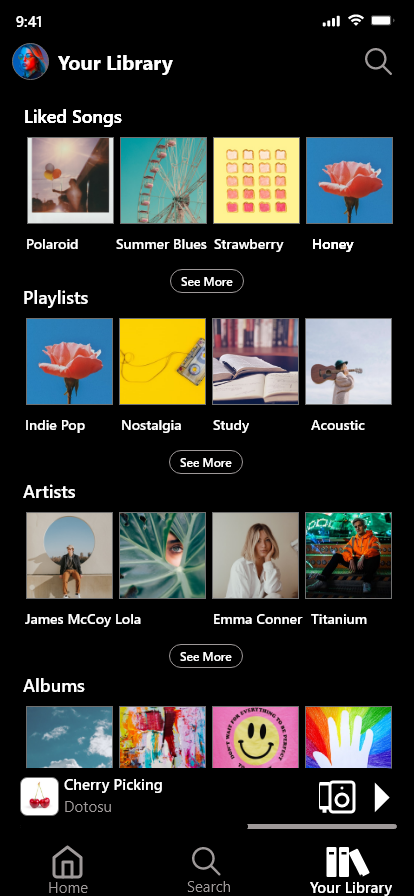 9:41
Your Library
Liked Songs
Polaroid Summer Blues Strawberry Honey
See More
Playlists
Indie Pop Nostalgia Study Acoustic
See More
Artists
James McCoy Lola Emma Conner Titanium
See More
Albums
DON'T WAIT FOR EVERYTHING TO BE PERFECT
Cherry Picking
Dotosu
Home Search Your Library